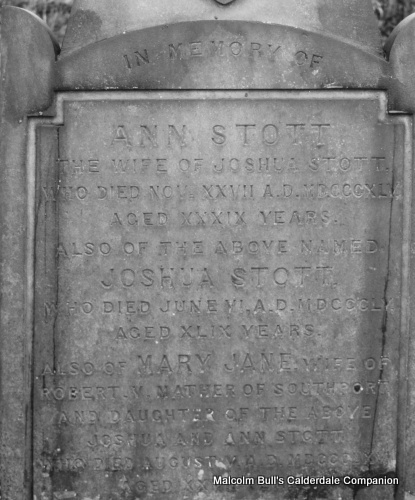 IN MEMORY OF
ANN STOTT
THE WIFE OF JOSHUA STOTT.
WHO DIED NOV. XXVII A.D. MDCCCXLV
AGED XXXIX YEARS.
ALSO OF THE ABOVE NAMED
JOSHUA STOTT,
WHO DIED JUNE VI, A.D. MDCCCLV
AGED XLIX YEARS.
ALSO OF MARY JANE, WIFE OF
ROBERT. V. MATHER OF SOUTHPORT
AND DAUGHTER OF THE ABOVE
JOSHUA AND ANN STOTT
WHO DIED AUGUST
AGED
Malcolm Bull's Calderdale Companion